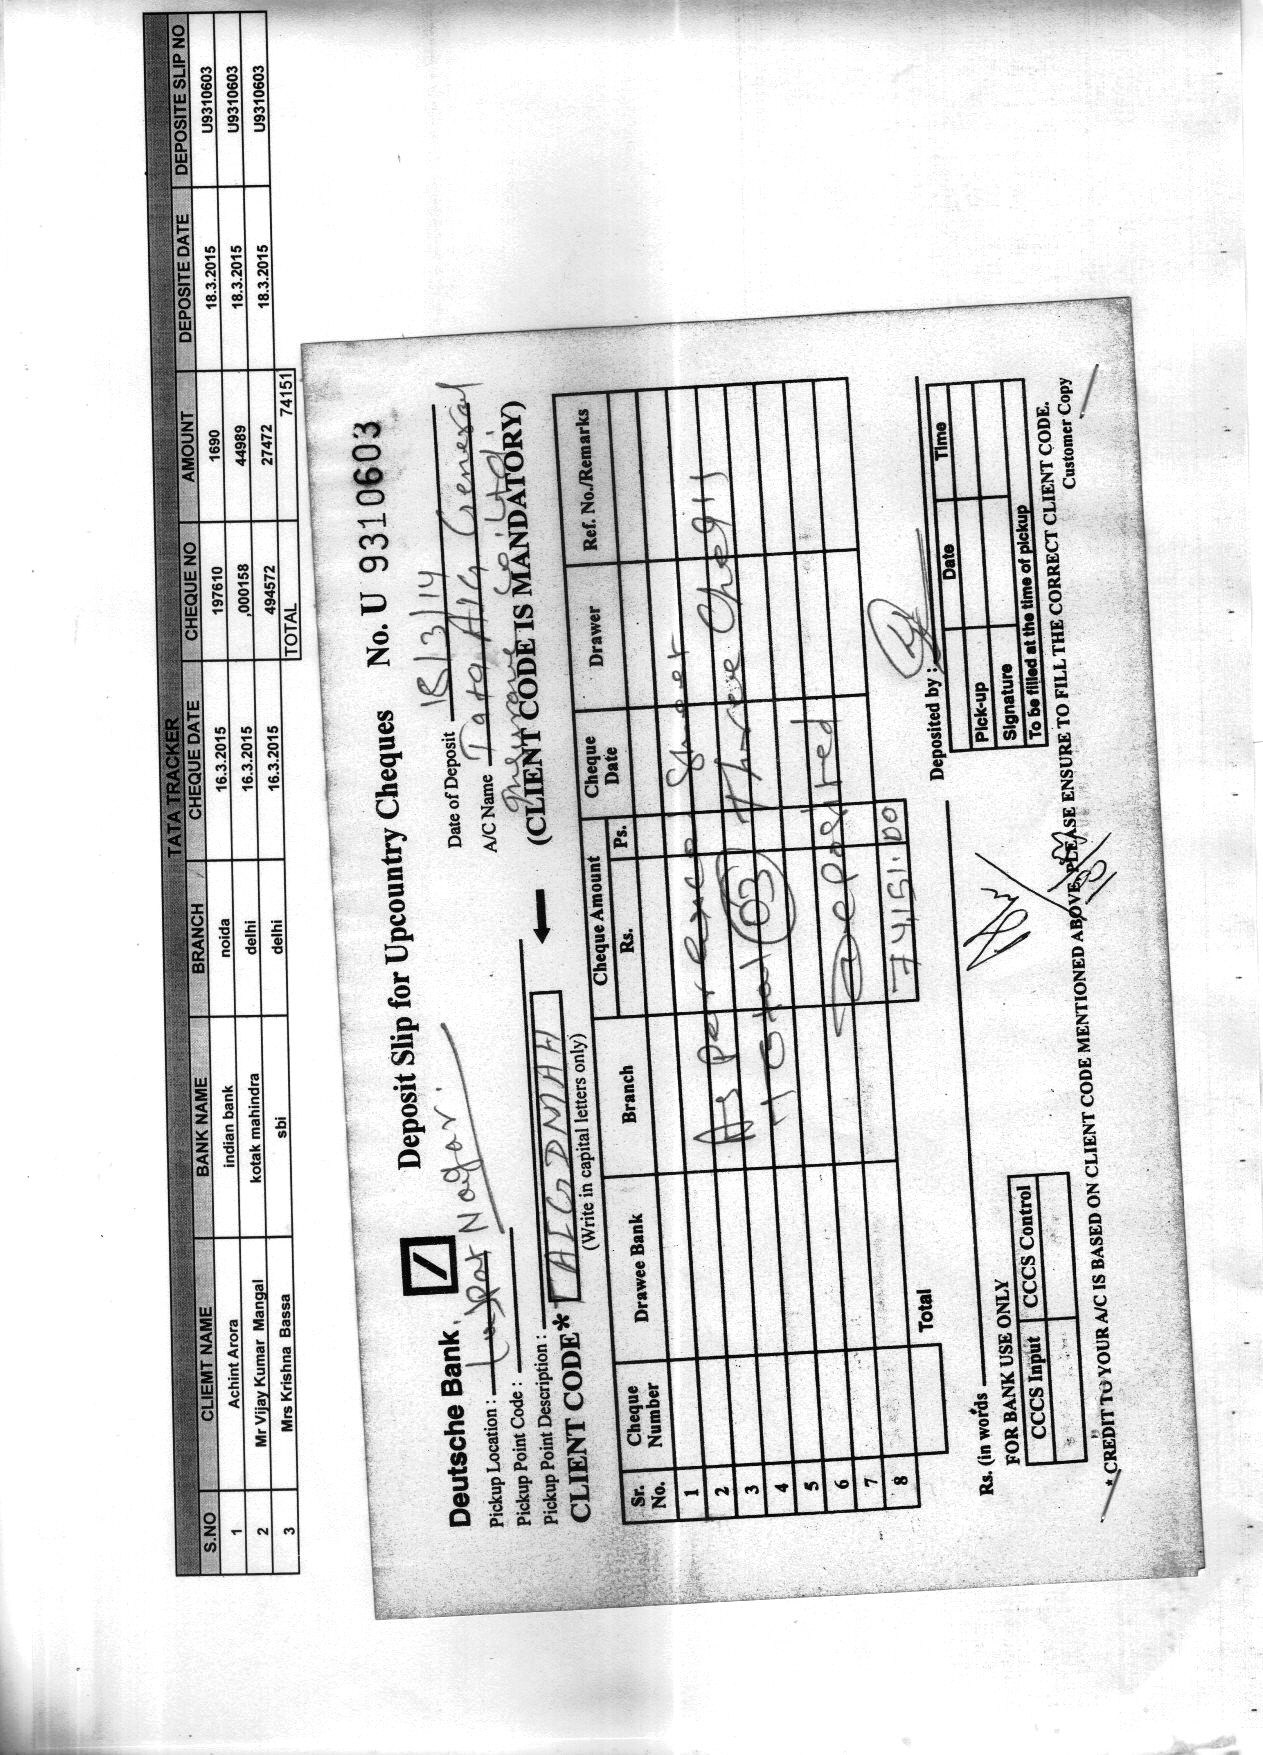 TATA TRACKER
S.NO CLIEMT NAME BANK NAME BRANCH CHEQUE DATE CHEQUE NO AMOUNT DEPOSITE DATE DEPOSITE SLIP NO
1 Achint Arora indian bank noida 16.3.2015 197610 1690 18.3.2015 U9310603
2 Mr Vijay Kumar Mangal kotak mahindra delhi 16.3.2015 ,000158 44989 18.3.2015 U9310603
3 Mrs Krishna Bassa sbi delhi 16.3.2015 494572 27472 18.3.2015 U9310603
TOTAL 74151
Deutsche Bank
Deposit Slip for Upcountry Cheques No. U 9310603
Pickup Location : Lajpat Nagar.
Date of Deposit 18/3/14
Pickup Point Code :
A/C Name Tata AIG General
Insurance Co. Ltd.
Pickup Point Description :
CLIENT CODE* TAIGDMAH (CLIENT CODE IS MANDATORY)
(Write in capital letters only)
Sr. No. Cheque Number Drawee Bank Branch Cheque Amount Rs. Ps. Cheque Date Drawer Ref. No./Remarks
1
2 As per excel Sheet
3 total 03 three Cheq
4
5
6 Deposited
7
8 74151.00
Total
Rs. (in words
Deposited by :
FOR BANK USE ONLY
CCCS Input CCCS Control
Date Time
Pick-up
Signature
To be filled at the time of pickup
* CREDIT TO YOUR A/C IS BASED ON CLIENT CODE MENTIONED ABOVE, PLEASE ENSURE TO FILL THE CORRECT CLIENT CODE.
Customer Copy